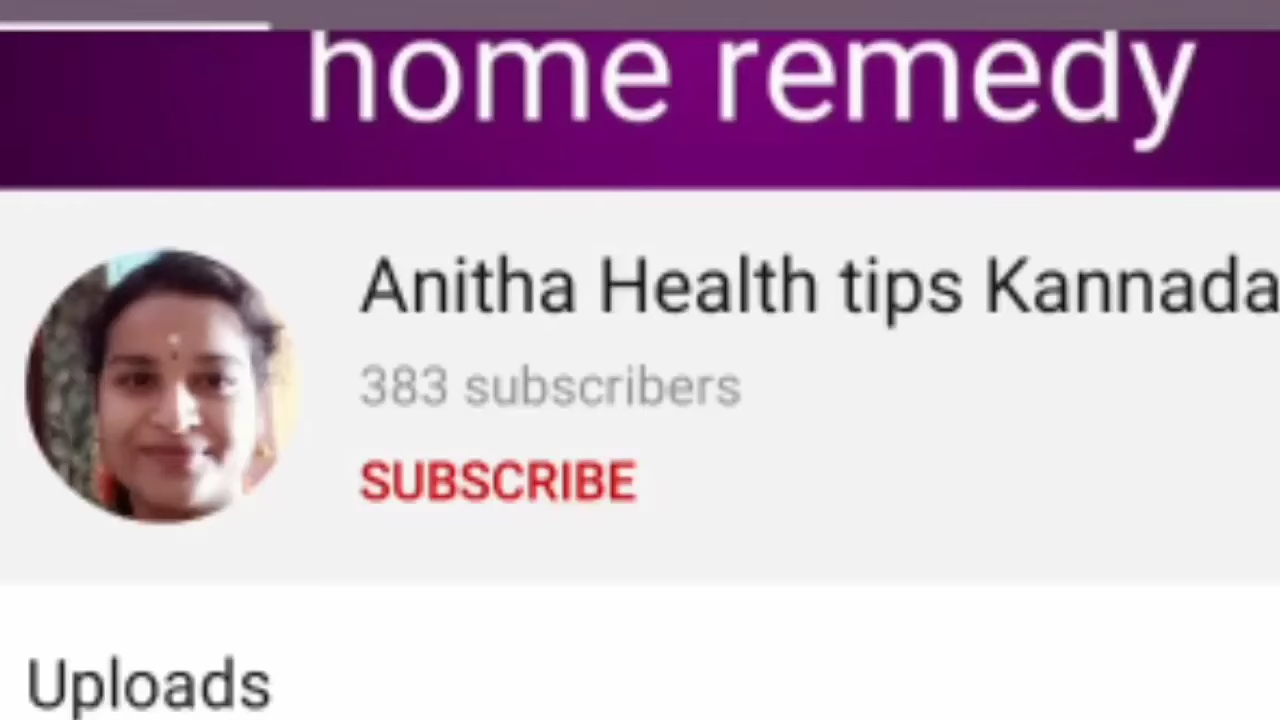 home remedy
Anitha Health tips Kannada
383 subscribers
SUBSCRIBE
Uploads